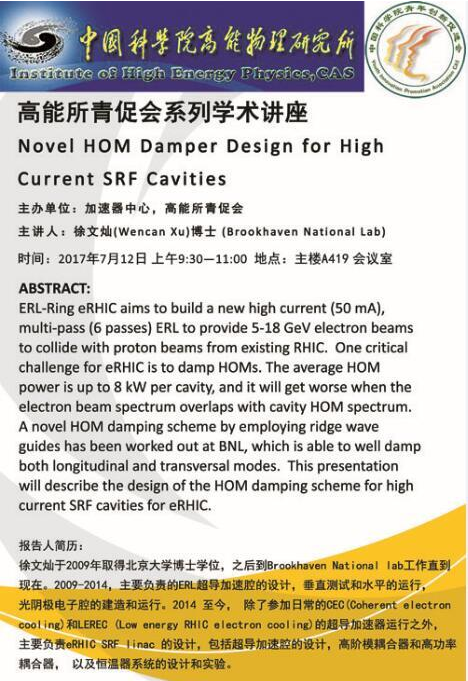 中国科学院高能物理研究所
Institute of High Energy Physics,CAS
中国科学院青年创新促进会
Youth Innovation Promotion Association CAS
高能所青促会系列学术讲座
Novel HOM Damper Design for High
Current SRF Cavities
主办单位：加速器中心，高能所青促会
主讲人：徐文灿(Wencan Xu)博士 (Brookhaven National Lab)
时间：2017年7月12日 上午9:30—11:00 地点：主楼A419 会议室
ABSTRACT:
ERL-Ring eRHIC aims to build a new high current (50 mA),
multi-pass (6 passes) ERL to provide 5-18 GeV electron beams
to collide with proton beams from existing RHIC. One critical
challenge for eRHIC is to damp HOMs. The average HOM
power is up to 8 kW per cavity, and it will get worse when the
electron beam spectrum overlaps with cavity HOM spectrum.
A novel HOM damping scheme by employing ridge wave
guides has been worked out at BNL, which is able to well damp
both longitudinal and transversal modes. This presentation
will describe the design of the HOM damping scheme for high
current SRF cavities for eRHIC.
报告人简历：
徐文灿于2009年取得北京大学博士学位，之后到Brookhaven National lab工作直到
现在。2009-2014，主要负责的ERL超导加速腔的设计，垂直测试和水平的运行，
光阴极电子腔的建造和运行。2014 至今， 除了参加日常的CEC(Coherent electron
cooling)和LEREC (Low energy RHIC electron cooling)的超导加速器运行之外，
主要负责eRHIC SRF linac 的设计，包括超导加速腔的设计，高阶模耦合器和高功率
耦合器， 以及恒温器系统的设计和实验。